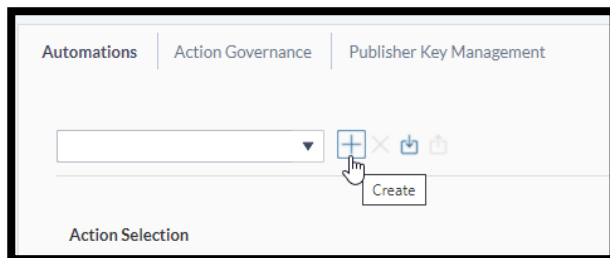 Automations Action Governance Publisher Key Management
Create
Action Selection